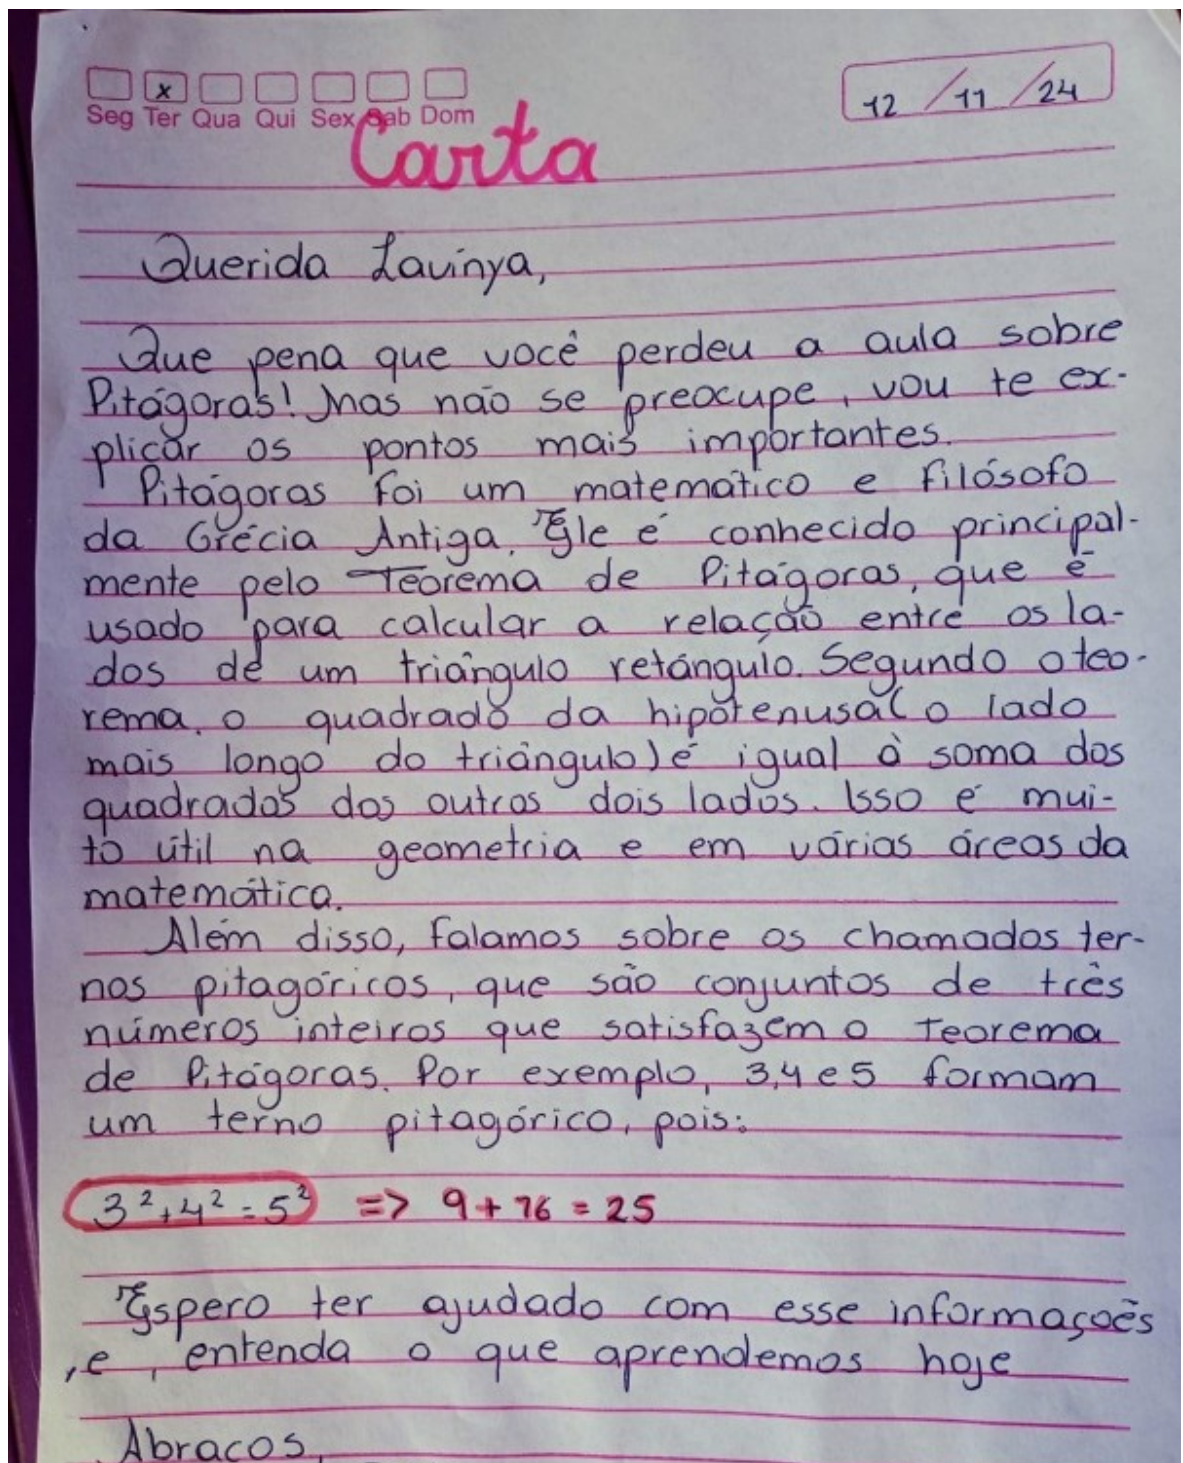 x
12 / 11 / 24
Seg Ter Qua Qui Sex Sab Dom
Carta
Querida Lavinya,
Que pena que você perdeu a aula sobre
Pitágoras! Mas não se preocupe, vou te ex-
plicar os pontos mais importantes.
Pitágoras foi um matemático e filósofo
da Grécia Antiga. Ele é conhecido principal-
mente pelo Teorema de Pitágoras, que é
usado para calcular a relação entre os la-
dos de um triângulo retângulo. Segundo o teo-
rema, o quadrado da hipotenusa (o lado
mais longo do triângulo) é igual à soma dos
quadrados dos outros dois lados. Isso é mui-
to útil na geometria e em várias áreas da
matemática.
Além disso, falamos sobre os chamados ter-
nos pitagóricos, que são conjuntos de três
números inteiros que satisfazem o Teorema
de Pitágoras. Por exemplo, 3,4 e 5 formam
um terno pitagórico, pois:
3² + 4² = 5² => 9 + 16 = 25
Espero ter ajudado com esse informações
, e , entenda o que aprendemos hoje
Abraços,